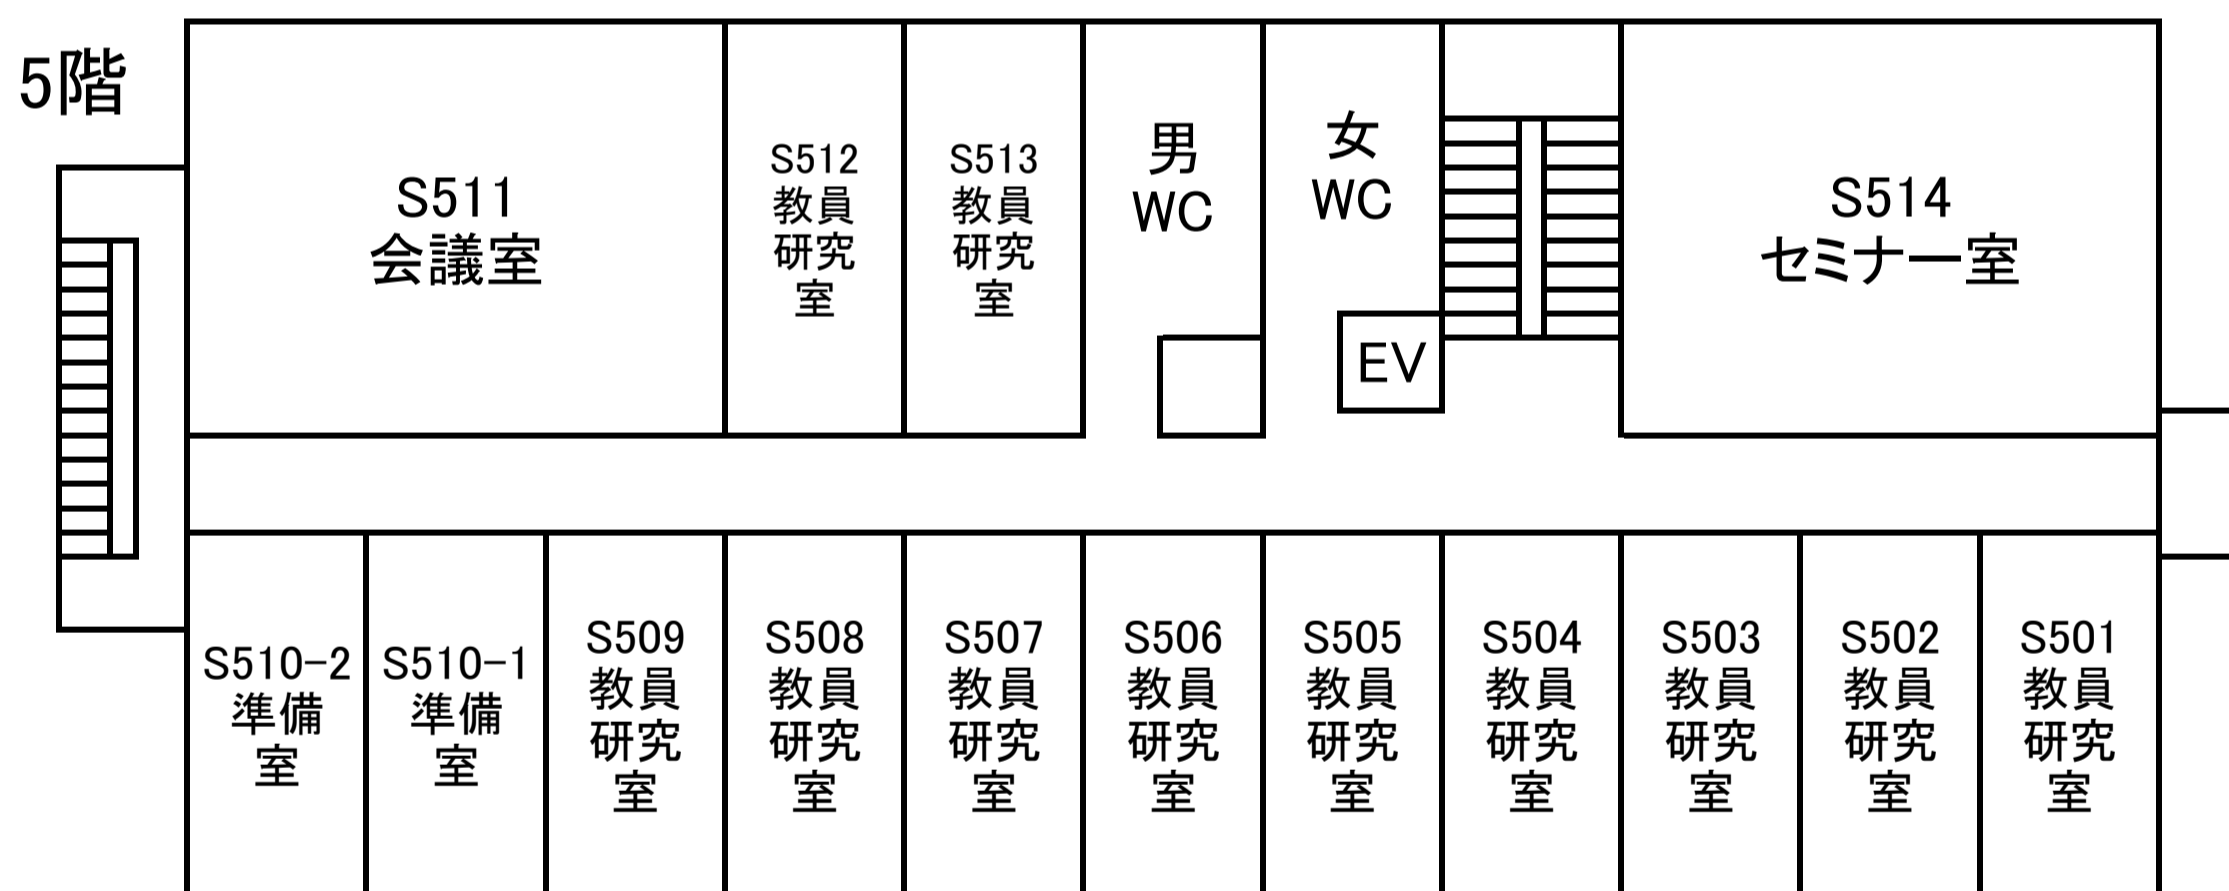 5階
S511
会議室
S512
教員
研究
室
S513
教員
研究
室
男
WC
女
WC
EV
S514
セミナー室
S510-2
準備
室
S510-1
準備
室
S509
教員
研究
室
S508
教員
研究
室
S507
教員
研究
室
S506
教員
研究
室
S505
教員
研究
室
S504
教員
研究
室
S503
教員
研究
室
S502
教員
研究
室
S501
教員
研究
室